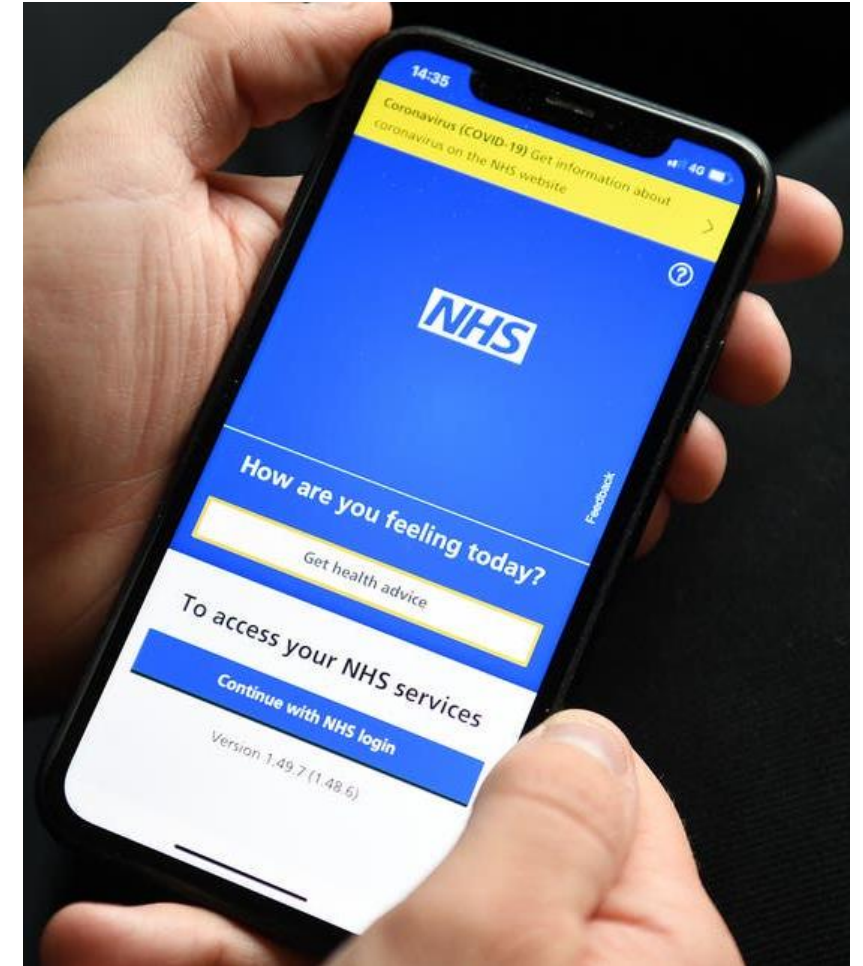 14:35
4G
Coronavirus (COVID-19) Get information about
coronavirus on the NHS website
NHS
Feedback
How are you feeling today?
Get health advice
To access your NHS services
Continue with NHS login
Version 1.49.7 (1.48.6)